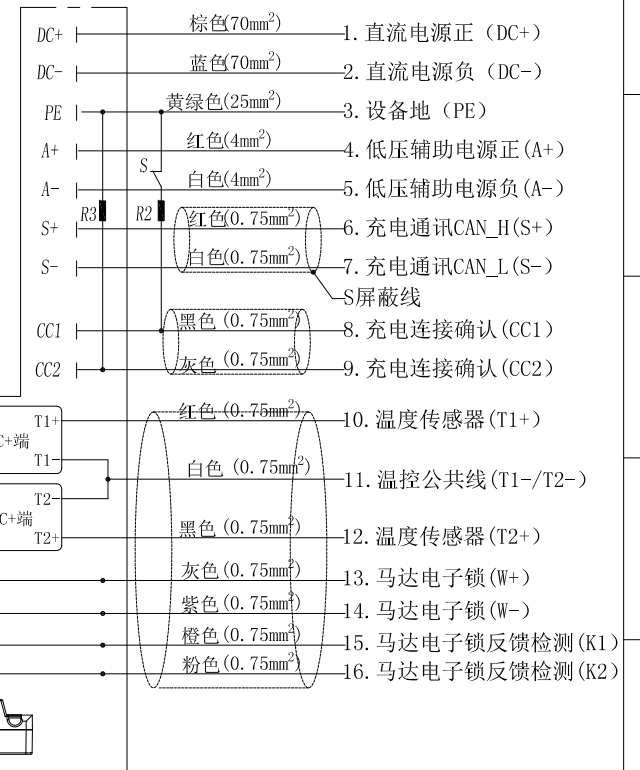 DC+ 棕色(70mm²) 1. 直流电源正（DC+）
DC- 蓝色(70mm²) 2. 直流电源负（DC-）
PE 黄绿色(25mm²) 3. 设备地（PE）
A+ 红色(4mm²) 4. 低压辅助电源正(A+)
S
A- 白色(4mm²) 5. 低压辅助电源负(A-)
R3 R2
S+ 红色(0.75mm²) 6. 充电通讯CAN_H(S+)
S- 白色(0.75mm²) 7. 充电通讯CAN_L(S-)
S屏蔽线
CC1 黑色 (0.75mm²) 8. 充电连接确认(CC1)
CC2 灰色 (0.75mm²) 9. 充电连接确认(CC2)
T1+ 红色 (0.75mm²) 10. 温度传感器(T1+)
C+端
T1- 白色 (0.75mm²) 11. 温控公共线(T1-/T2-)
T2-
C+端
T2+ 黑色 (0.75mm²) 12. 温度传感器(T2+)
灰色 (0.75mm²) 13. 马达电子锁(W+)
紫色 (0.75mm²) 14. 马达电子锁(W-)
橙色 (0.75mm²) 15. 马达电子锁反馈检测(K1)
粉色 (0.75mm²) 16. 马达电子锁反馈检测(K2)